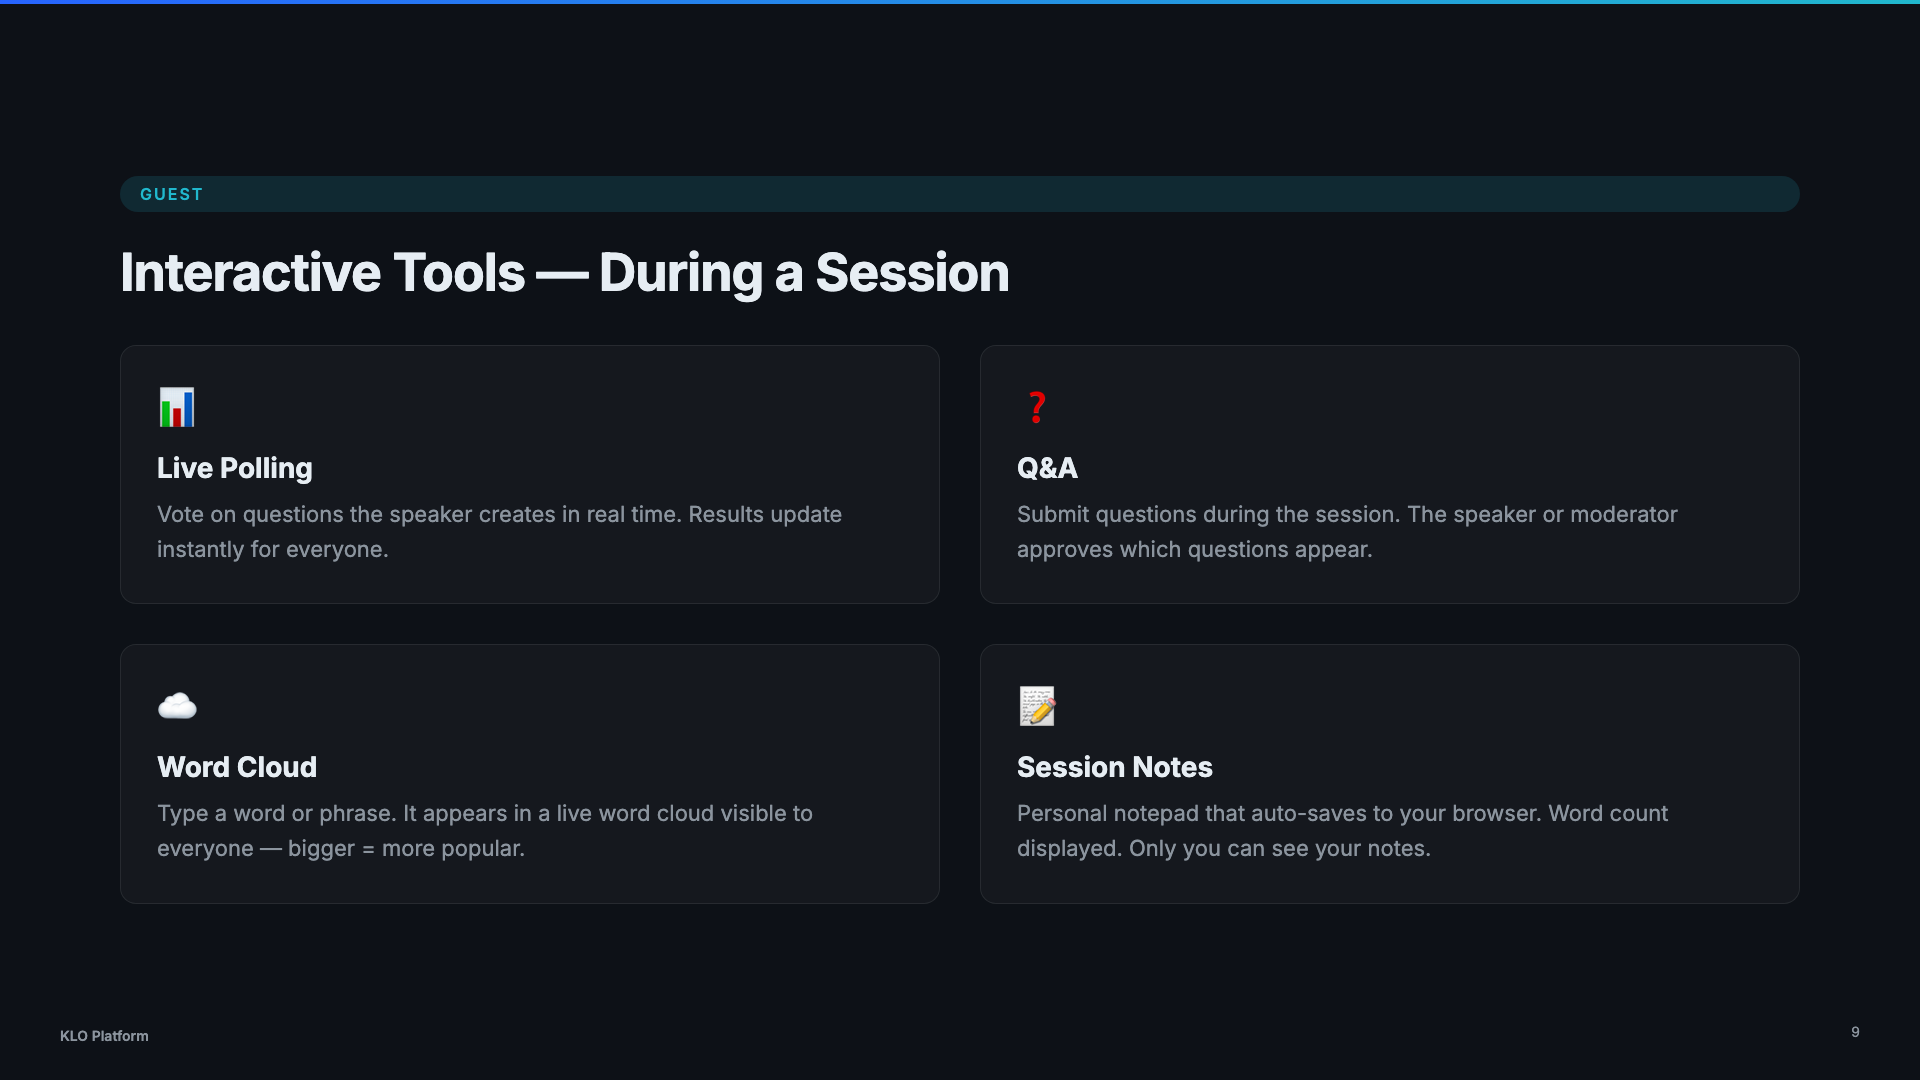 GUEST
Interactive Tools — During a Session
Live Polling
Vote on questions the speaker creates in real time. Results update
instantly for everyone.
Q&A
Submit questions during the session. The speaker or moderator
approves which questions appear.
Word Cloud
Type a word or phrase. It appears in a live word cloud visible to
everyone — bigger = more popular.
Session Notes
Personal notepad that auto-saves to your browser. Word count
displayed. Only you can see your notes.
KLO Platform
9